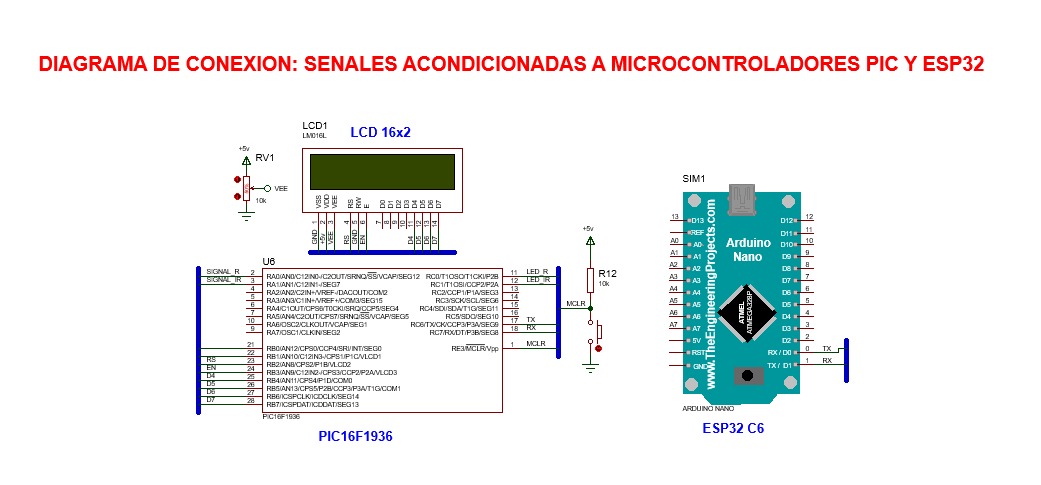 DIAGRAMA DE CONEXION: SENALES ACONDICIONADAS A MICROCONTROLADORES PIC Y ESP32
LCD1
LM016L
LCD 16x2
+5v
RV1
VEE
10k
VSS VDD VEE RS RW E D0 D1 D2 D3 D4 D5 D6 D7
1 2 3 4 5 6 7 8 9 10 11 12 13 14
GND +5v VEE RS GND EN D4 D5 D6 D7
U6
SIGNAL_R 2 RA0/AN0/C12IN0-/C2OUT/SRNQ/SS/VCAP/SEG12 RC0/T1OSO/T1CKI/P2B 11 LED_R
SIGNAL_IR 3 RA1/AN1/C12IN1-/SEG7 RC1/T1OSI/CCP2/P2A 12 LED_IR
4 RA2/AN2/C2IN+/VREF-/DACOUT/COM2 RC2/CCP1/P1A/SEG3 13
5 RA3/AN3/C1IN+/VREF+/COM3/SEG15 RC3/SCK/SCL/SEG6 14
6 RA4/C1OUT/CPS6/T0CKI/SRQ/CCP5/SEG4 RC4/SDI/SDA/T1G/SEG11 15
7 RA5/AN4/C2OUT/CPS7/SRNQ/SS/VCAP/SEG5 RC5/SDO/SEG10 16
10 RA6/OSC2/CLKOUT/VCAP/SEG1 RC6/TX/CK/CCP3/P3A/SEG9 17 TX
9 RA7/OSC1/CLKIN/SEG2 RC7/RX/DT/P3B/SEG8 18 RX
21 RB0/AN12/CPS0/CCP4/SRI/INT/SEG0 RE3/MCLR/Vpp 1 MCLR
22 RB1/AN10/C12IN3-/CPS1/P1C/VLCD1
RS 23 RB2/AN8/CPS2/P1B/VLCD2
EN 24 RB3/AN9/C12IN2-/CPS3/CCP2/P2A/VLCD3
D4 25 RB4/AN11/CPS4/P1D/COM0
D5 26 RB5/AN13/CPS5/P2B/CCP3/P3A/T1G/COM1
D6 27 RB6/ICSPCLK/ICDCLK/SEG14
D7 28 RB7/ICSPDAT/ICDDAT/SEG13
PIC16F1936
PIC16F1936
+5v
R12
10k
MCLR
SIM1
13 D13 D12 12
REF D11 11
A0 A0 D10 10
A1 A1 D9 9
A2 A2 D8 8
A3 A3 D7 7
A4 A4 D6 6
A5 A5 D5 5
A6 A6 D4 4
A7 A7 D3 3
5V D2 2
RST RX / D0 0 TX
GND TX / D1 1 RX
Arduino
Nano
ATMEL
ATMEGA328P
www.TheEngineeringProjects.com
ARDUINO NANO
ESP32 C6